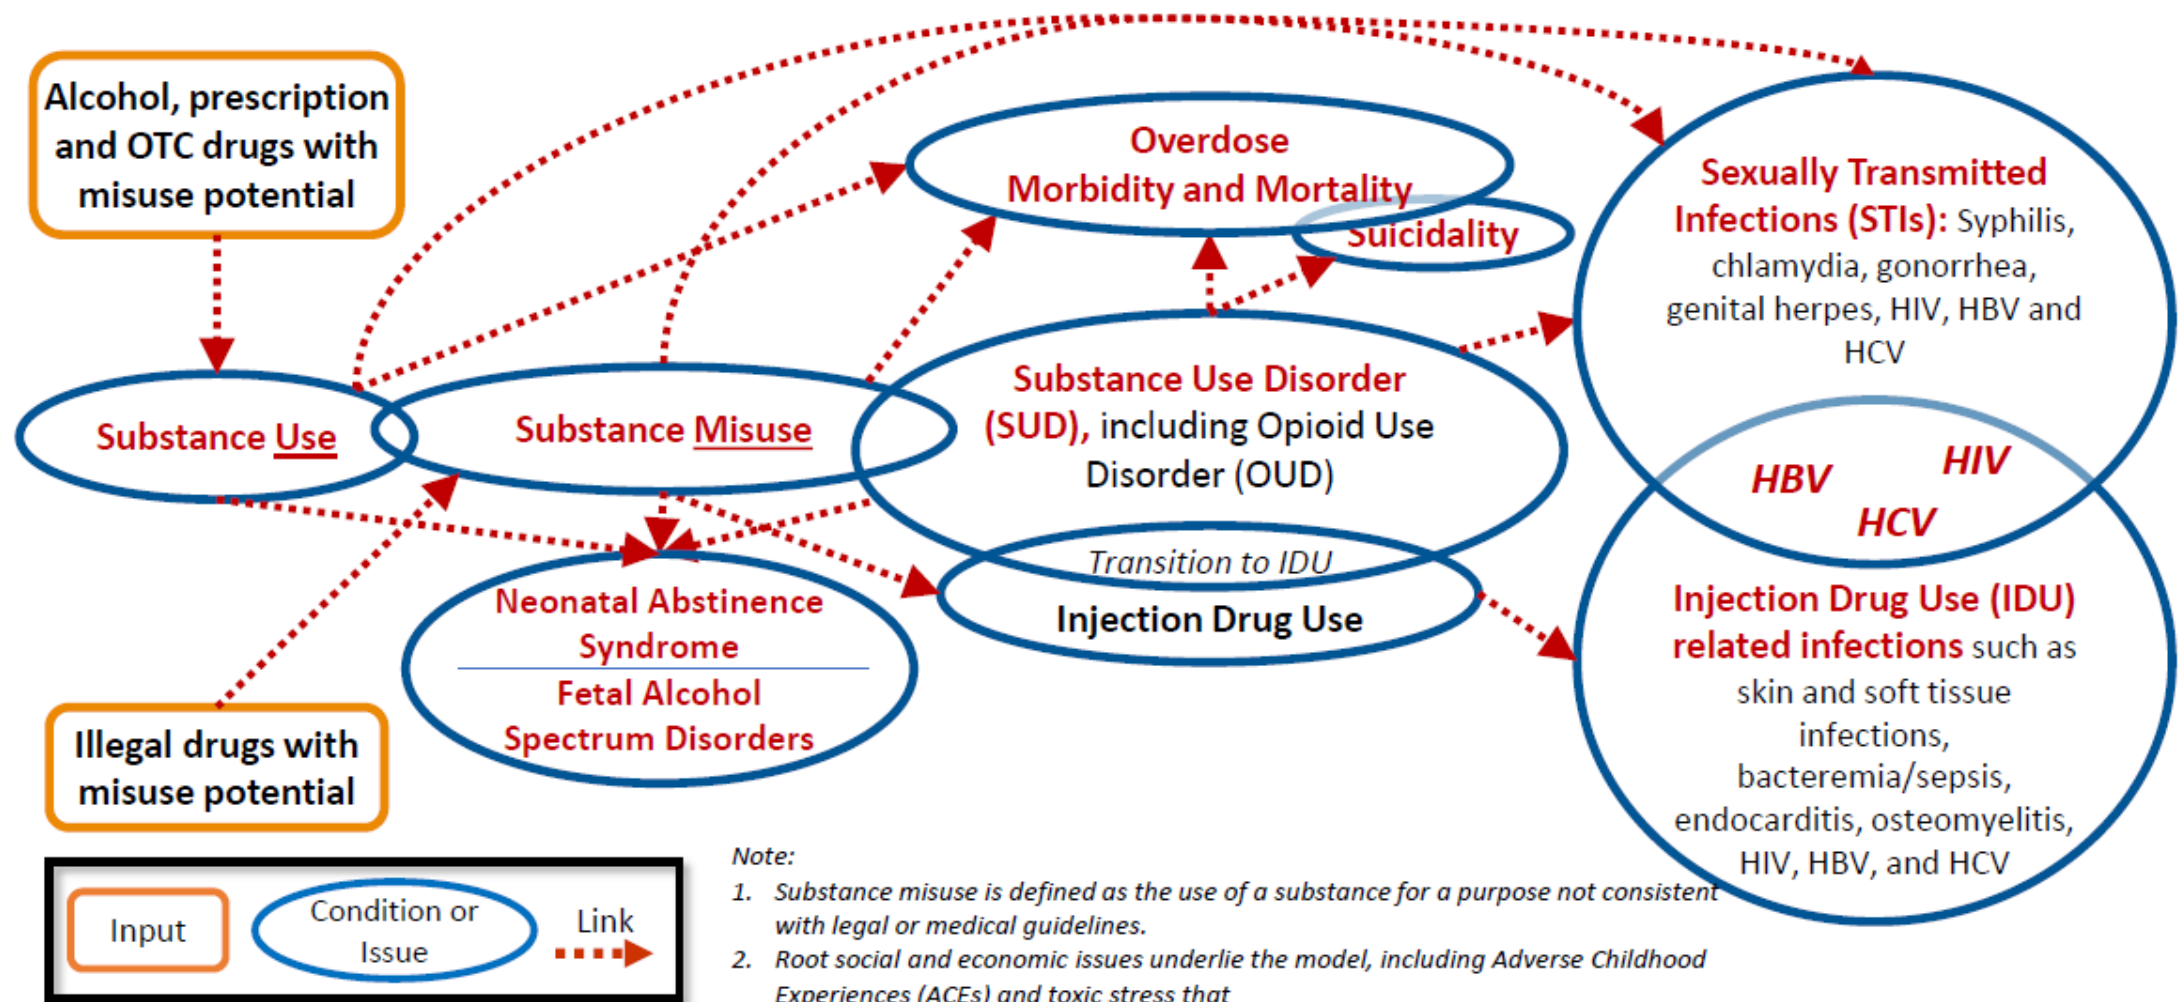 Alcohol, prescription
and OTC drugs with
misuse potential
Overdose
Morbidity and Mortality
Suicidality
Sexually Transmitted
Infections (STIs): Syphilis,
chlamydia, gonorrhea,
genital herpes, HIV, HBV and
HCV
Substance Use
Substance Misuse
Substance Use Disorder
(SUD), including Opioid Use
Disorder (OUD)
HBV
HIV
HCV
Transition to IDU
Injection Drug Use
Neonatal Abstinence
Syndrome
Fetal Alcohol
Spectrum Disorders
Injection Drug Use (IDU)
related infections such as
skin and soft tissue
infections,
bacteremia/sepsis,
endocarditis, osteomyelitis,
HIV, HBV, and HCV
Illegal drugs with
misuse potential
Input
Condition or
Issue
Link
Note:
1. Substance misuse is defined as the use of a substance for a purpose not consistent
with legal or medical guidelines.
2. Root social and economic issues underlie the model, including Adverse Childhood
Experiences (ACEs) and toxic stress that